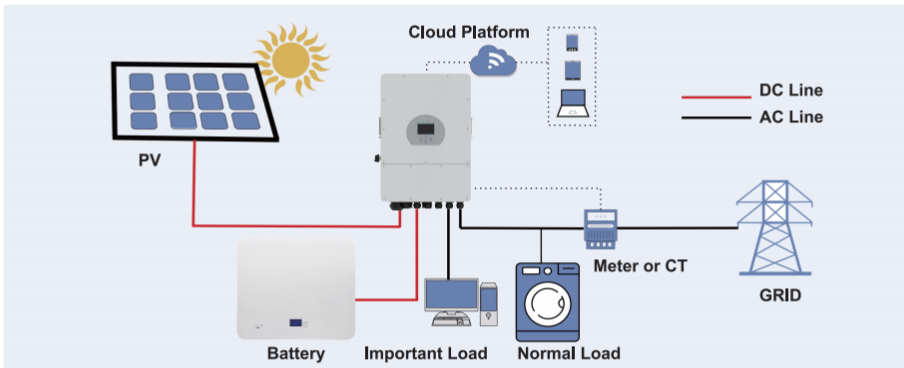 Cloud Platform
DC Line
AC Line
PV
Meter or CT
GRID
Battery
Important Load
Normal Load